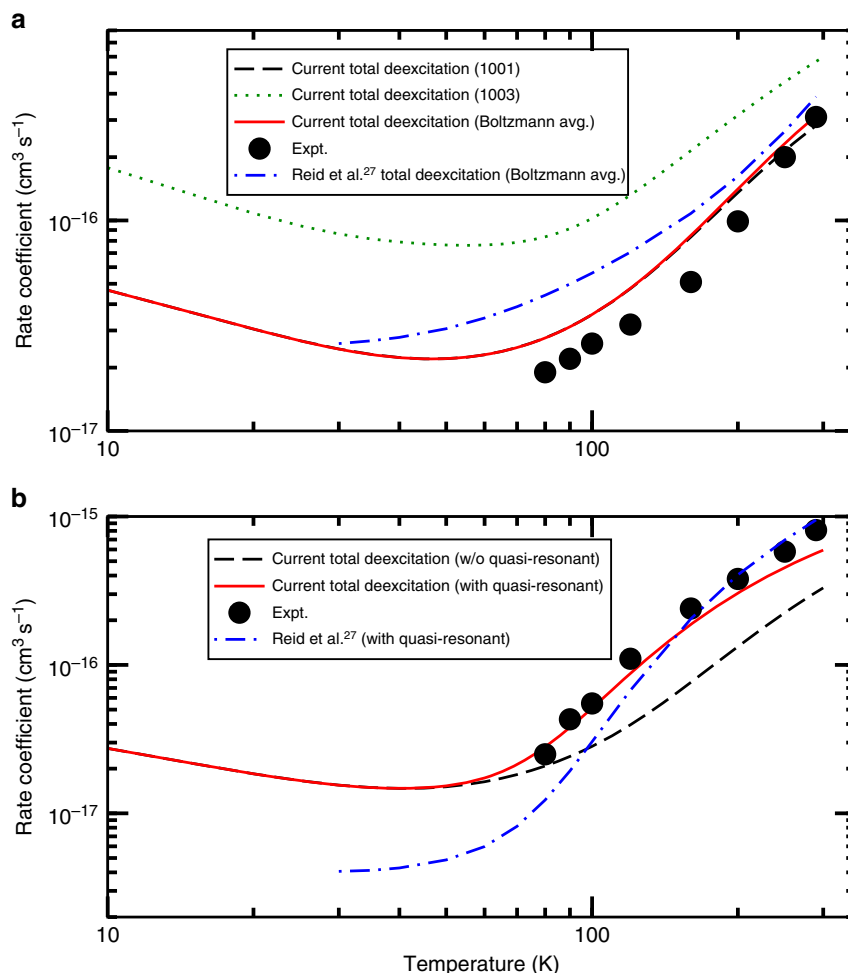 a
Current total deexcitation (1001)
Current total deexcitation (1003)
Current total deexcitation (Boltzmann avg.)
Expt.
Reid et al.²⁷ total deexcitation (Boltzmann avg.)
Rate coefficient (cm³ s⁻¹)
10⁻¹⁶
10⁻¹⁷
10
100
b
10⁻¹⁵
Current total deexcitation (w/o quasi-resonant)
Current total deexcitation (with quasi-resonant)
Expt.
Reid et al.²⁷ (with quasi-resonant)
Rate coefficient (cm³ s⁻¹)
10⁻¹⁶
10⁻¹⁷
10
100
Temperature (K)